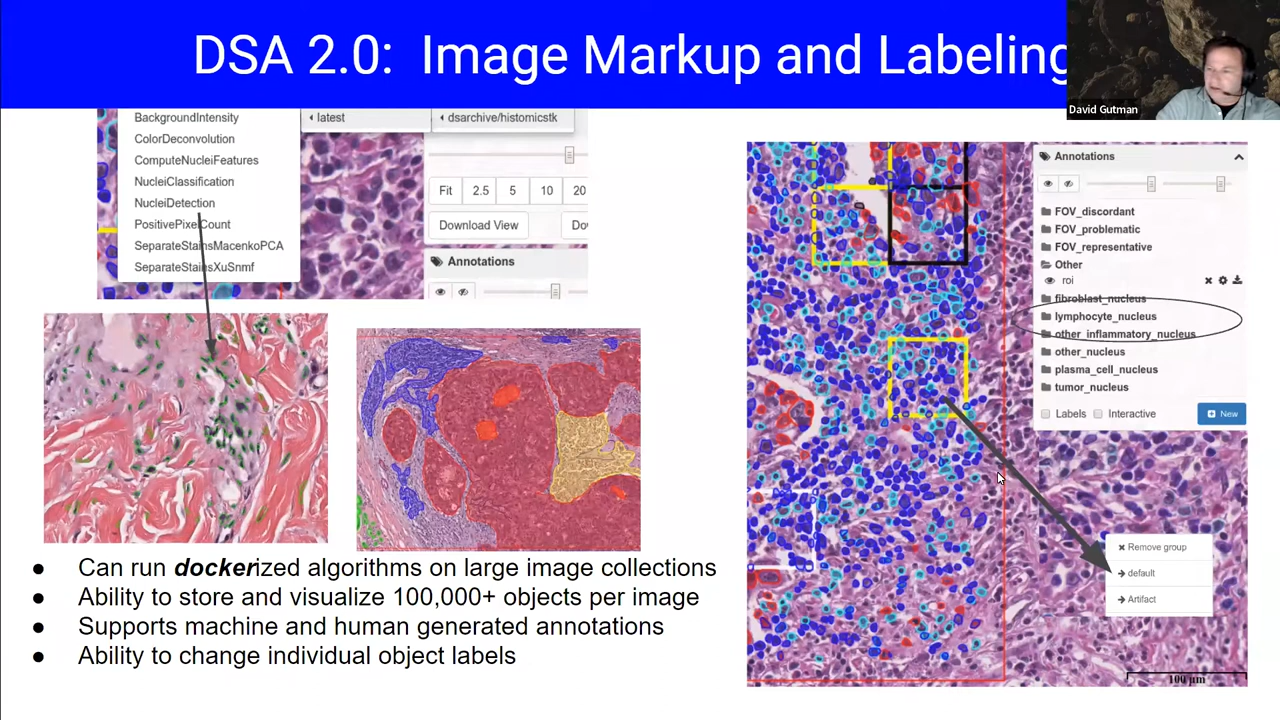 DSA 2.0: Image Markup and Labeling
David Gutman
BackgroundIntensity
ColorDeconvolution
ComputeNucleiFeatures
NucleiClassification
NucleiDetection
PositivePixelCount
SeparateStainsMacenkoPCA
SeparateStainsXuSnmf
latest
dsarchive/histomicstk
Fit 2.5 5 10 20
Download View
Annotations
Annotations
FOV_discordant
FOV_problematic
FOV_representative
Other
roi
fibroblast_nucleus
lymphocyte_nucleus
other_inflammatory_nucleus
other_nucleus
plasma_cell_nucleus
tumor_nucleus
Labels Interactive New
Remove group
default
Artifact
100 µm
● Can run dockerized algorithms on large image collections
● Ability to store and visualize 100,000+ objects per image
● Supports machine and human generated annotations
● Ability to change individual object labels